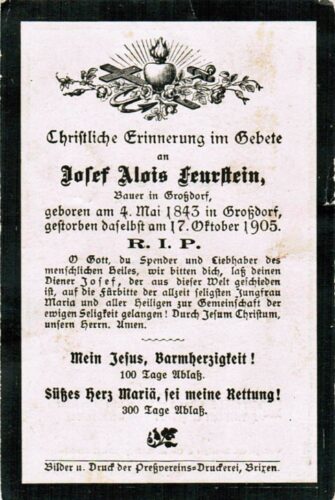 Christliche Erinnerung im Gebete
an
Josef Alois Feurstein,
Bauer in Großdorf,
geboren am 4. Mai 1843 in Großdorf,
gestorben daselbst am 17. Oktober 1905.
R. I. P.
O Gott, du Spender und Liebhaber des
menschlichen Heiles, wir bitten dich, laß deinen
Diener Josef, der aus dieser Welt geschieden
ist, auf die Fürbitte der allzeit seligsten Jungfrau
Maria und aller Heiligen zur Gemeinschaft der
ewigen Seligkeit gelangen! Durch Jesum Christum,
unsern Herrn. Amen.
Mein Jesus, Barmherzigkeit!
100 Tage Ablaß.
Süßes Herz Mariä, sei meine Rettung!
300 Tage Ablaß.
Bilder u. Druck der Preßvereins-Druckerei, Brixen.